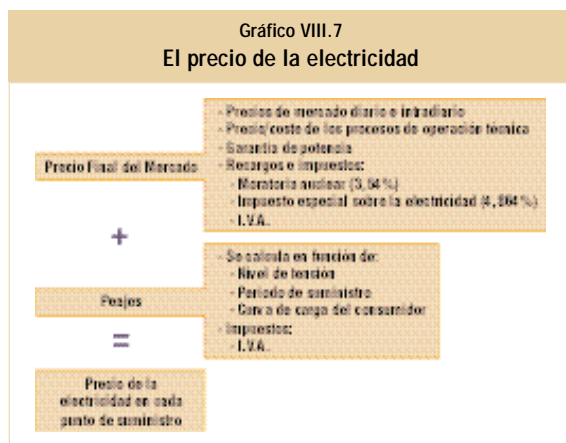 Gráfico VIII.7
El precio de la electricidad
Precio Final del Mercado
- Precios de mercado diario e intradiario
- Precio/coste de los procesos de operación técnica
- Garantía de potencia
- Recargos e impuestos:
- Moratoria nuclear (3,54%)
- Impuesto especial sobre la electricidad (4,864%)
- I.V.A.
+
Peajes
- Se calcula en función de:
- Nivel de tensión
- Periodo de suministro
- Curva de carga del consumidor
- Impuestos:
- I.V.A.
=
Precio de la
electricidad en cada
punto de suministro